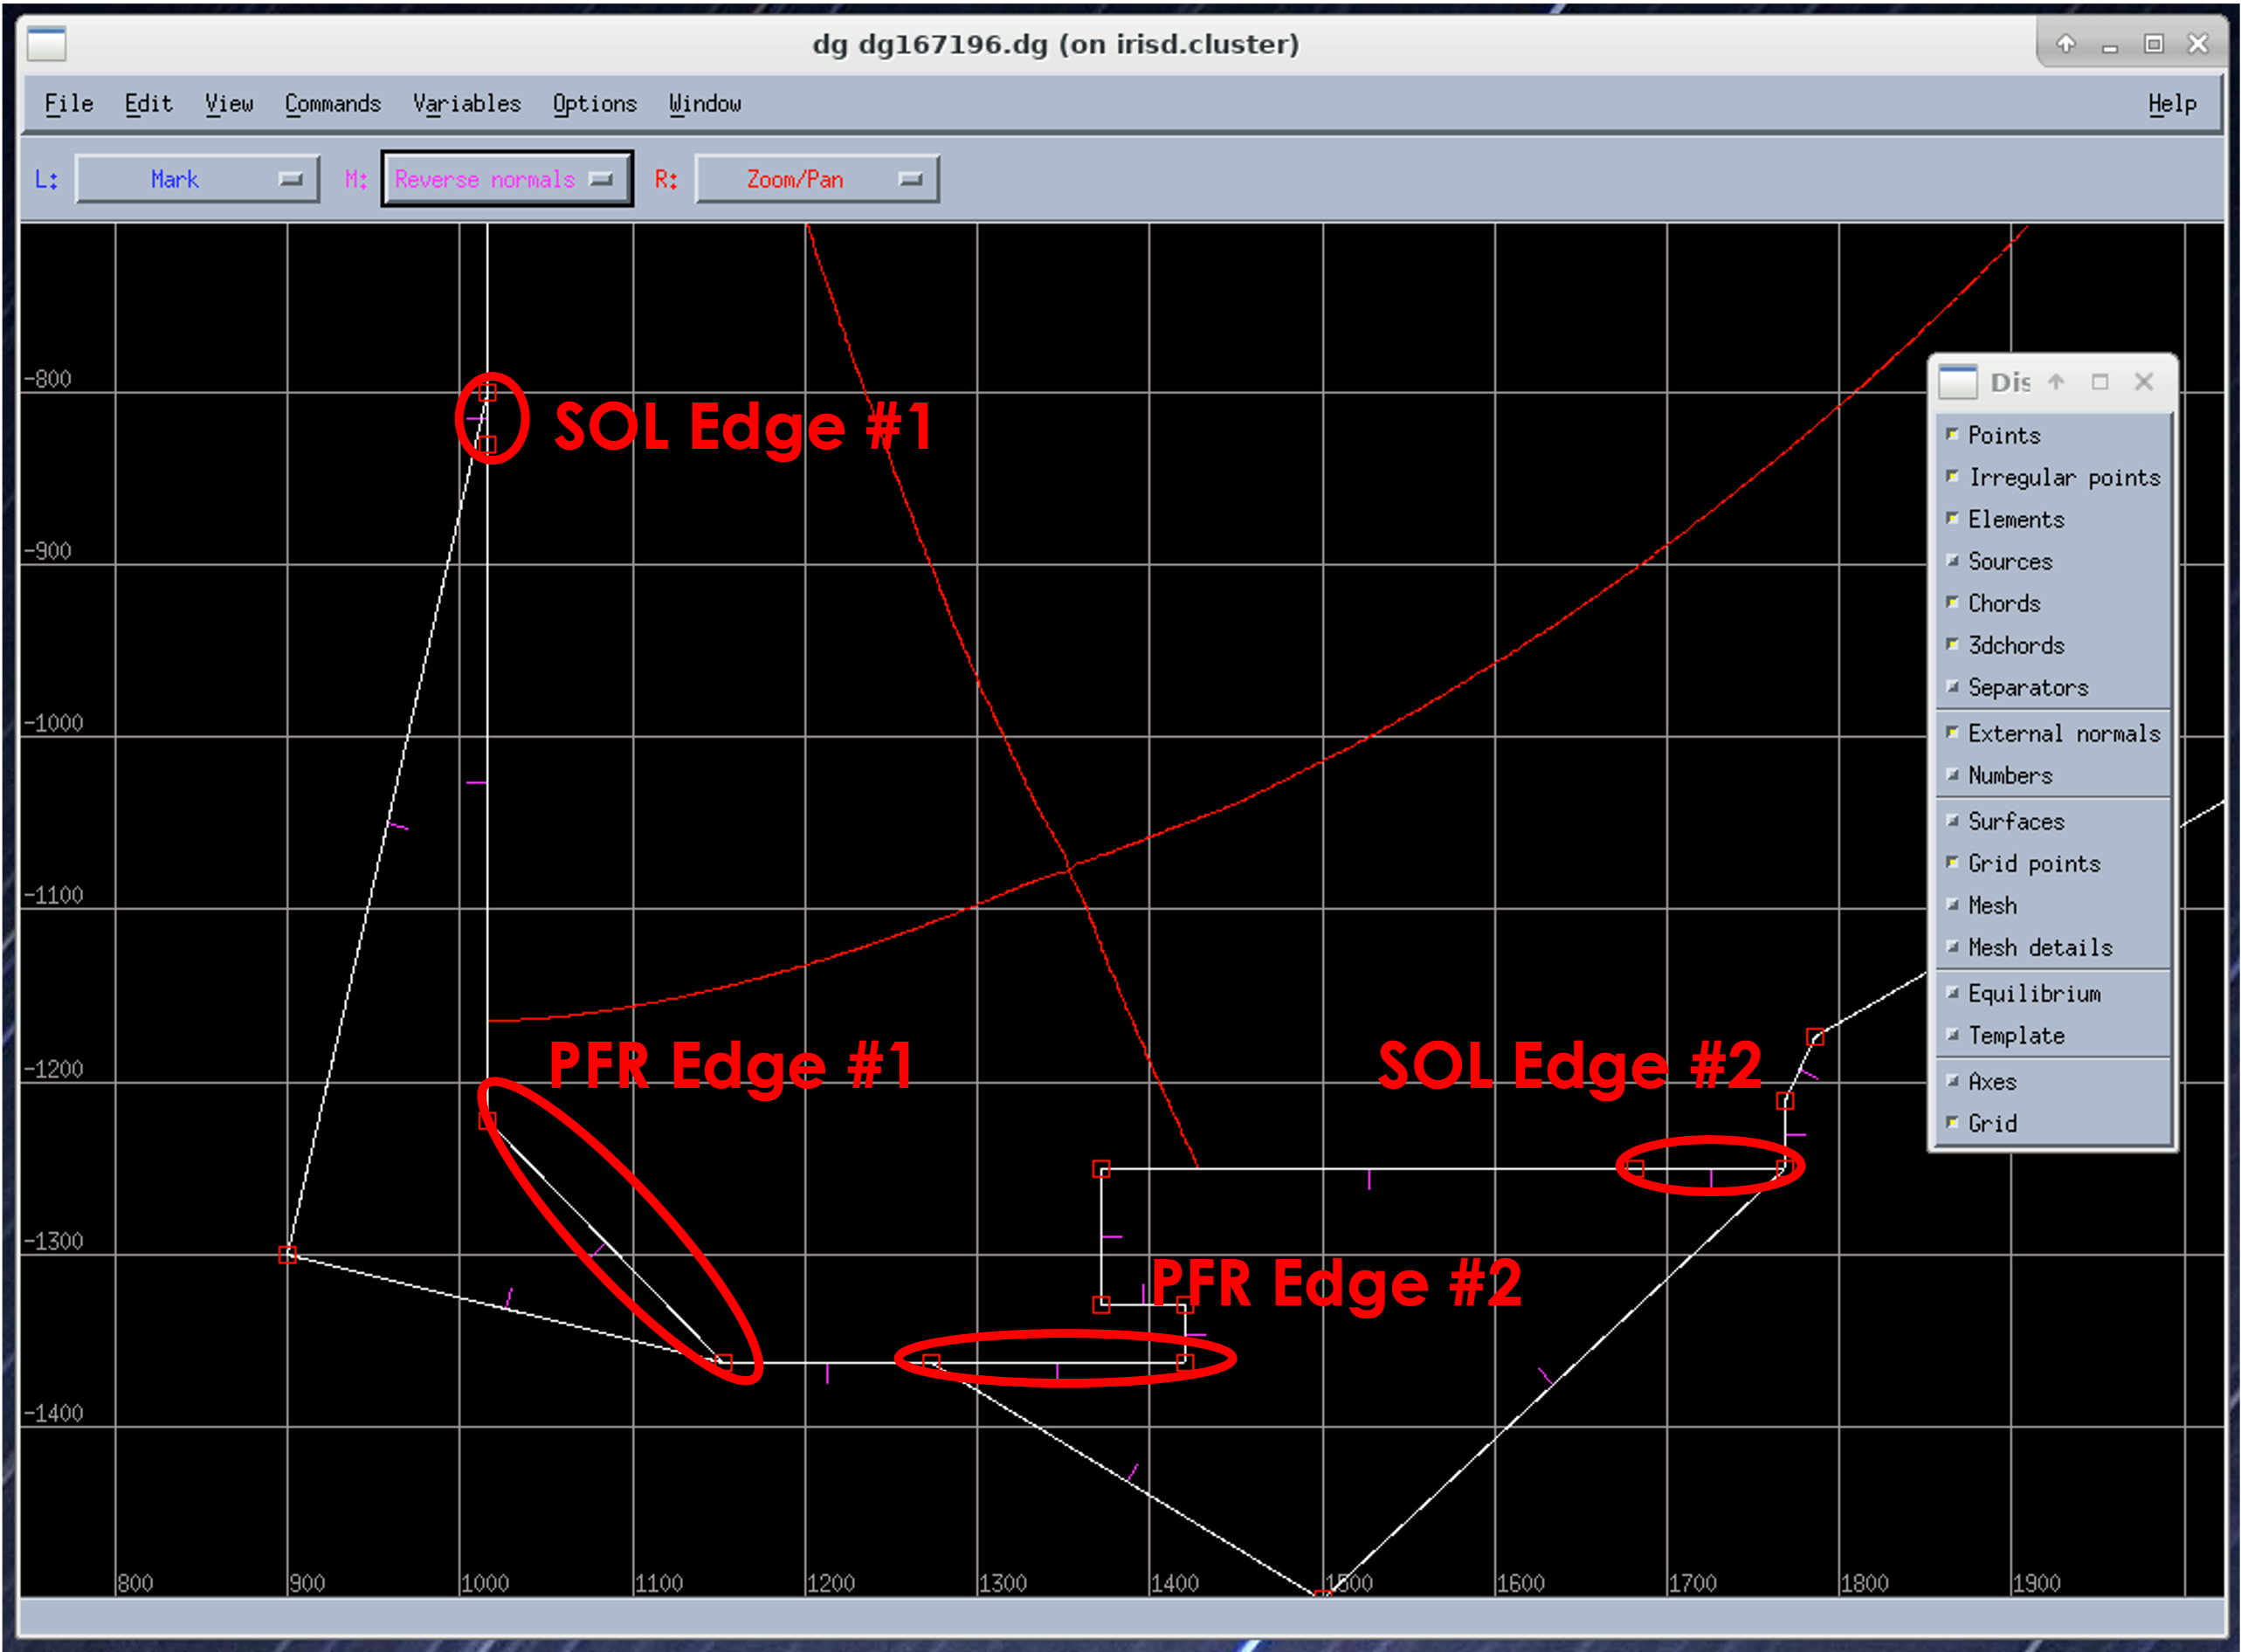 dg dg167196.dg (on irisd.cluster)
File Edit View Commands Variables Options Window Help
L: Mark M: Reverse normals R: Zoom/Pan
-800
SOL Edge #1
-900
-1000
-1100
PFR Edge #1
SOL Edge #2
-1200
-1300
PFR Edge #2
-1400
800 900 1000 1100 1200 1300 1400 1500 1600 1700 1800 1900
Dis
Points
Irregular points
Elements
Sources
Chords
3dchords
Separators
External normals
Numbers
Surfaces
Grid points
Mesh
Mesh details
Equilibrium
Template
Axes
Grid